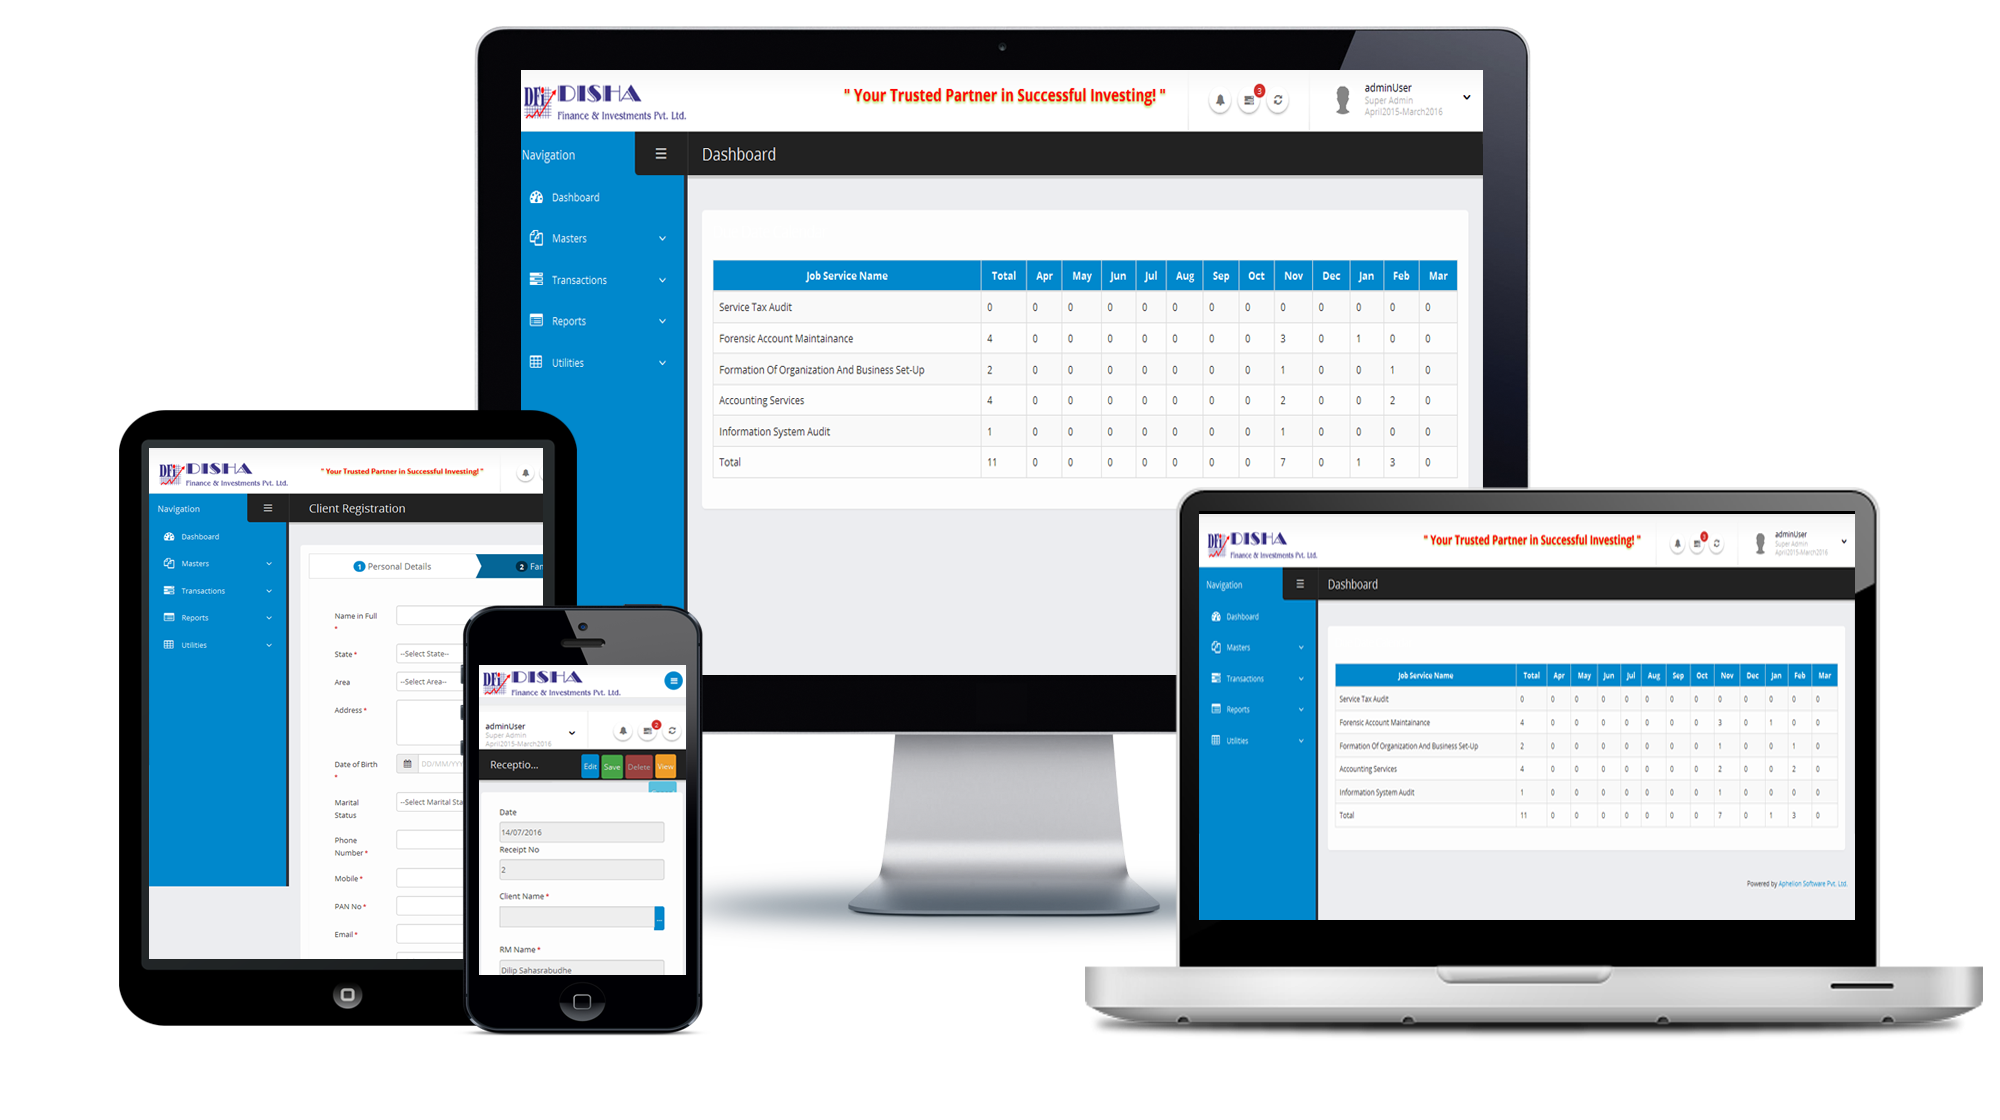 DFi DISHA
Finance & Investments Pvt. Ltd.
" Your Trusted Partner in Successful Investing! "
3
adminUser
Super Admin
April2015-March2016
Navigation
Dashboard
Dashboard
Masters
Transactions
Reports
Utilities
Job Service Name Total Apr May Jun Jul Aug Sep Oct Nov Dec Jan Feb Mar
Service Tax Audit 0 0 0 0 0 0 0 0 0 0 0 0 0
Forensic Account Maintainance 4 0 0 0 0 0 0 0 3 0 1 0 0
Formation Of Organization And Business Set-Up 2 0 0 0 0 0 0 0 1 0 0 1 0
Accounting Services 4 0 0 0 0 0 0 0 2 0 0 2 0
Information System Audit 1 0 0 0 0 0 0 0 1 0 0 0 0
Total 11 0 0 0 0 0 0 0 7 0 1 3 0
DFi DISHA
Finance & Investments Pvt. Ltd.
" Your Trusted Partner in Successful Investing! "
Navigation
Client Registration
Dashboard
Masters
Transactions
Reports
Utilities
1 Personal Details
2 Fam
Name in Full *
State * --Select State--
Area --Select Area--
Address *
Date of Birth * DD/MM/YYY
Marital Status --Select Marital Sta
Phone Number *
Mobile *
PAN No *
Email *
DFi DISHA
Finance & Investments Pvt. Ltd.
adminUser
Super Admin
April2015-March2016
2
Receptio...
Edit Save Delete View
Date
14/07/2016
Receipt No
2
Client Name *
...
RM Name *
Dilip Sahasrabudhe
DFi DISHA
Finance & Investments Pvt. Ltd.
" Your Trusted Partner in Successful Investing! "
3
adminUser
Super Admin
April2015-March2016
Navigation
Dashboard
Dashboard
Masters
Transactions
Reports
Utilities
Job Service Name Total Apr May Jun Jul Aug Sep Oct Nov Dec Jan Feb Mar
Service Tax Audit 0 0 0 0 0 0 0 0 0 0 0 0 0
Forensic Account Maintainance 4 0 0 0 0 0 0 0 3 0 1 0 0
Formation Of Organization And Business Set-Up 2 0 0 0 0 0 0 0 1 0 0 1 0
Accounting Services 4 0 0 0 0 0 0 0 2 0 0 2 0
Information System Audit 1 0 0 0 0 0 0 0 1 0 0 0 0
Total 11 0 0 0 0 0 0 0 7 0 1 3 0
Powered by Aphelion Software Pvt. Ltd.